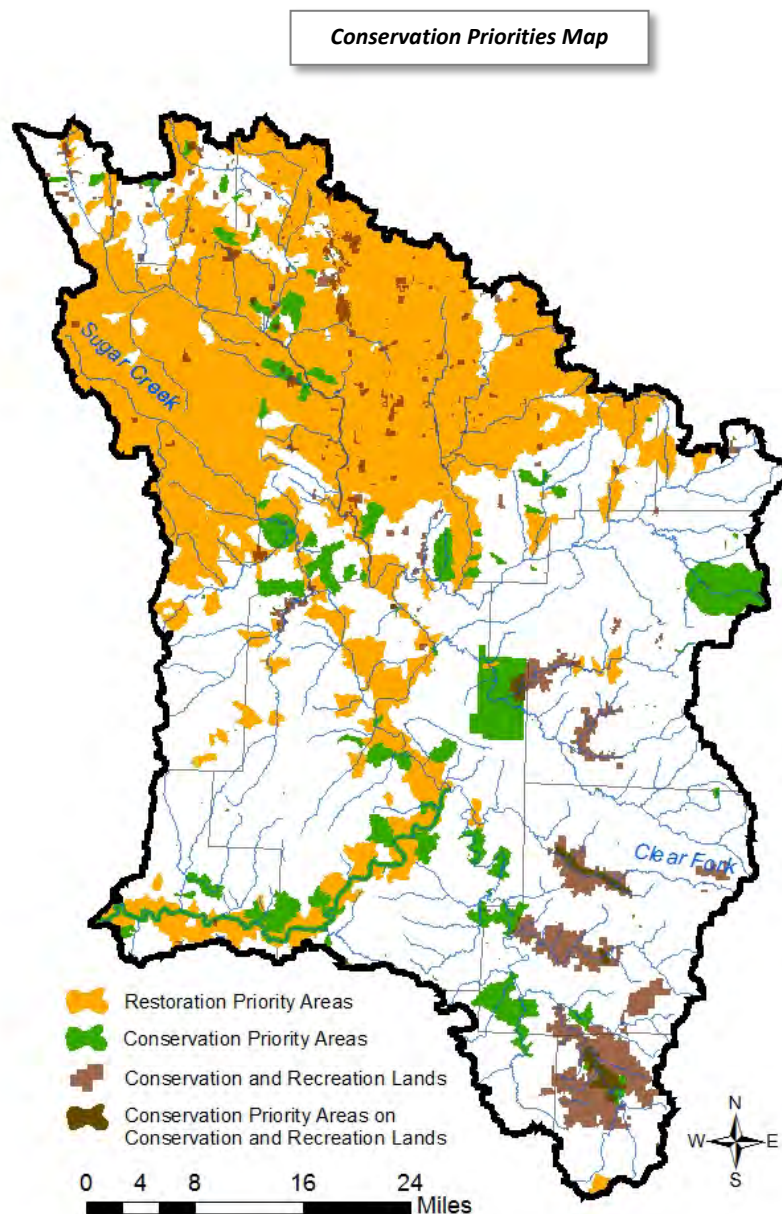 Conservation Priorities Map
Sugar Creek
Clear Fork
Restoration Priority Areas
Conservation Priority Areas
Conservation and Recreation Lands
Conservation Priority Areas on
Conservation and Recreation Lands
N
W E
S
0 4 8 16 24
Miles